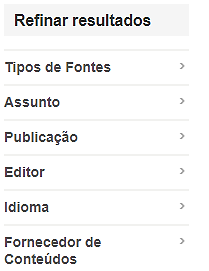 Refinar resultados
Tipos de Fontes
Assunto
Publicação
Editor
Idioma
Fornecedor de
Conteúdos